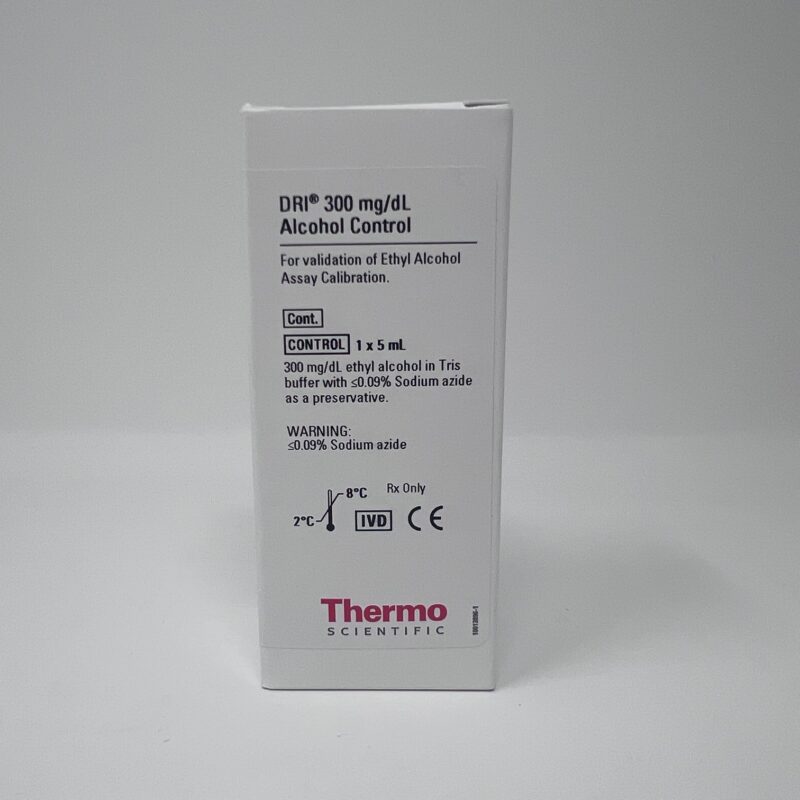 DRI® 300 mg/dL
Alcohol Control
For validation of Ethyl Alcohol
Assay Calibration.
Cont.
CONTROL 1 x 5 mL
300 mg/dL ethyl alcohol in Tris
buffer with ≤0.09% Sodium azide
as a preservative.
WARNING:
≤0.09% Sodium azide
8°C Rx Only
2°C IVD CE
Thermo
SCIENTIFIC